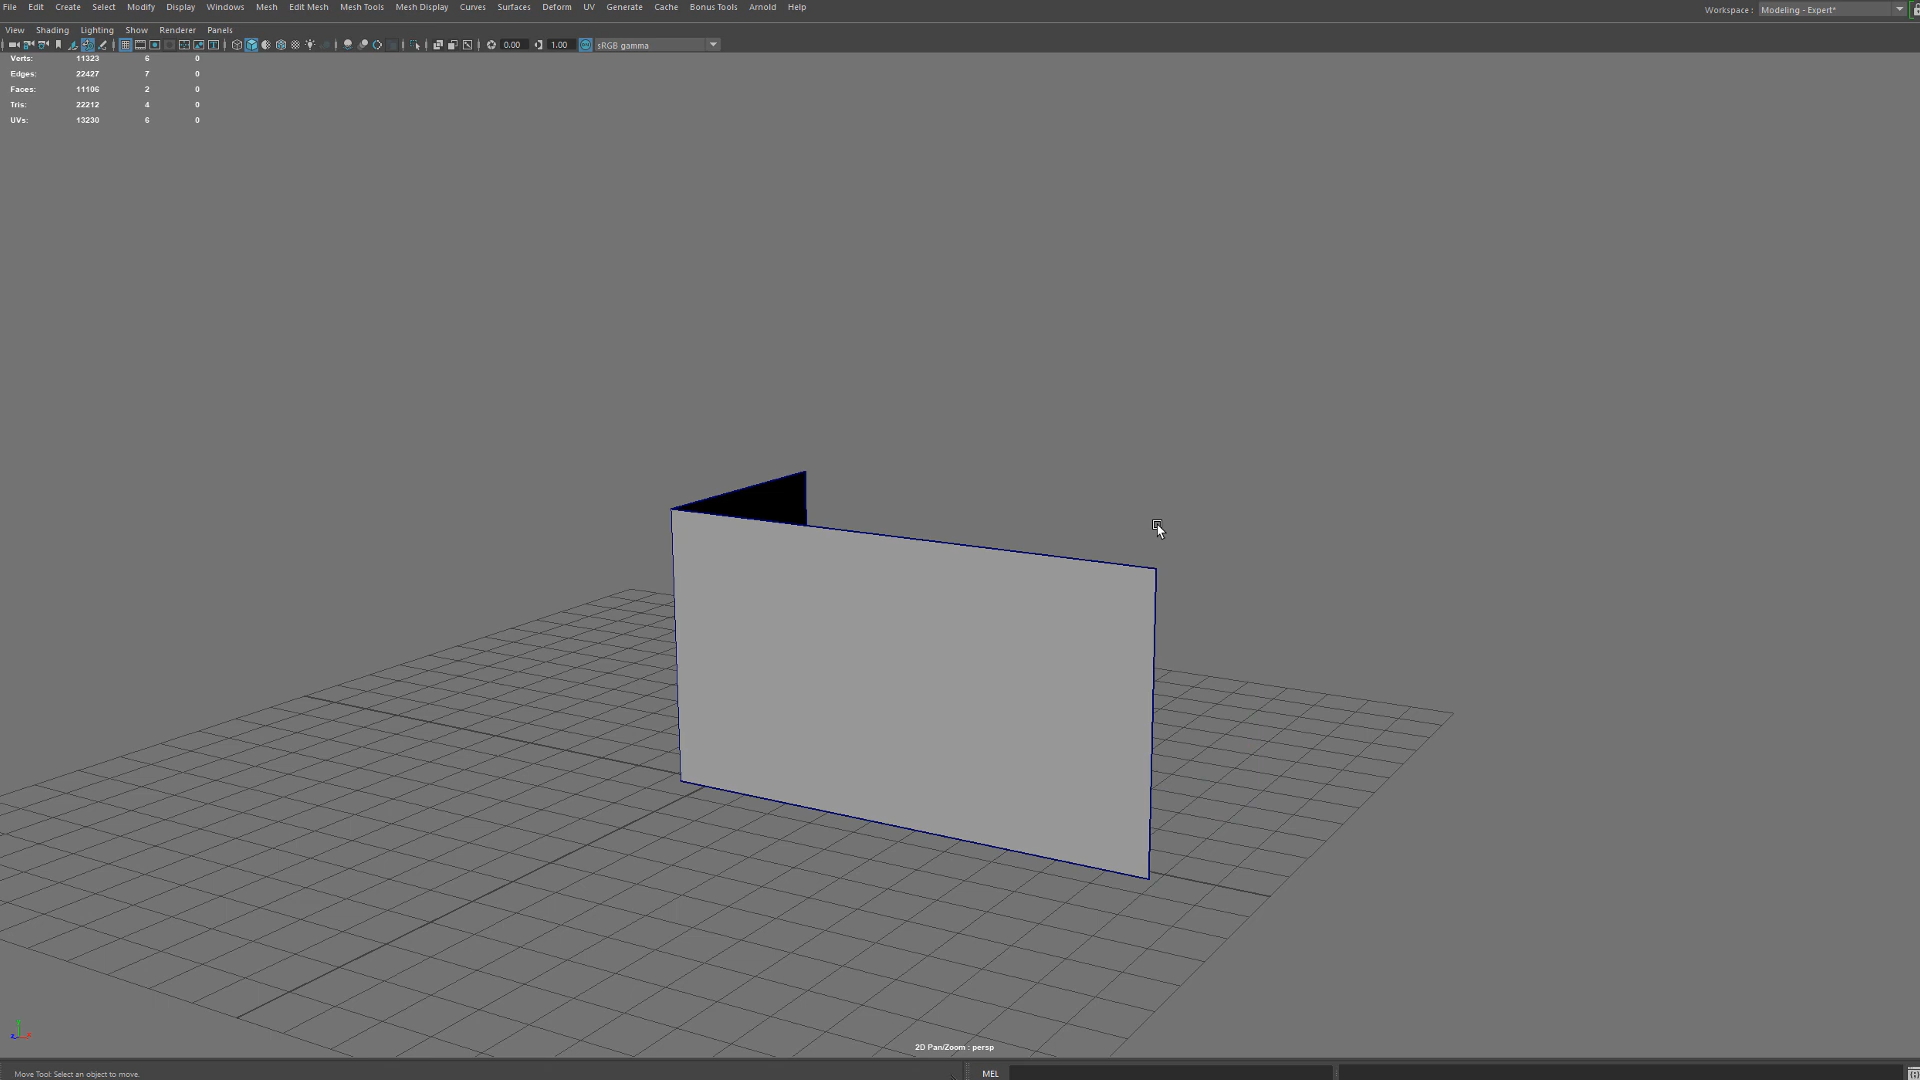 File Edit Create Select Modify Display Windows Mesh Edit Mesh Mesh Tools Mesh Display Curves Surfaces Deform UV Generate Cache Bonus Tools Arnold Help Workspace : Modeling - Expert*
View Shading Lighting Show Renderer Panels
0.00 1.00 sRGB gamma
Verts: 11323 6 0
Edges: 22427 7 0
Faces: 11106 2 0
Tris: 22212 4 0
UVs: 13230 6 0
2D Pan/Zoom : persp
Move Tool: Select an object to move. MEL